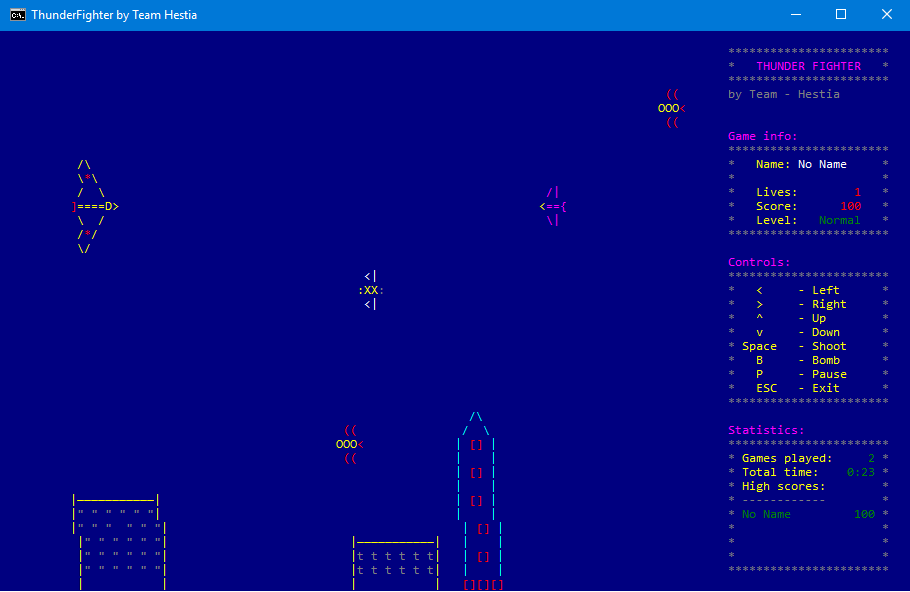 ThunderFighter by Team Hestia
***********************
* THUNDER FIGHTER *
***********************
by Team - Hestia
Game info:
***********************
* Name: No Name *
* *
* Lives: 1 *
* Score: 100 *
* Level: Normal *
***********************
Controls:
***********************
* < - Left *
* > - Right *
* ^ - Up *
* v - Down *
* Space - Shoot *
* B - Bomb *
* P - Pause *
* ESC - Exit *
***********************
Statistics:
***********************
* Games played: 2 *
* Total time: 0:23 *
* High scores: *
* ------------ *
* No Name 100 *
* *
* *
* *
***********************